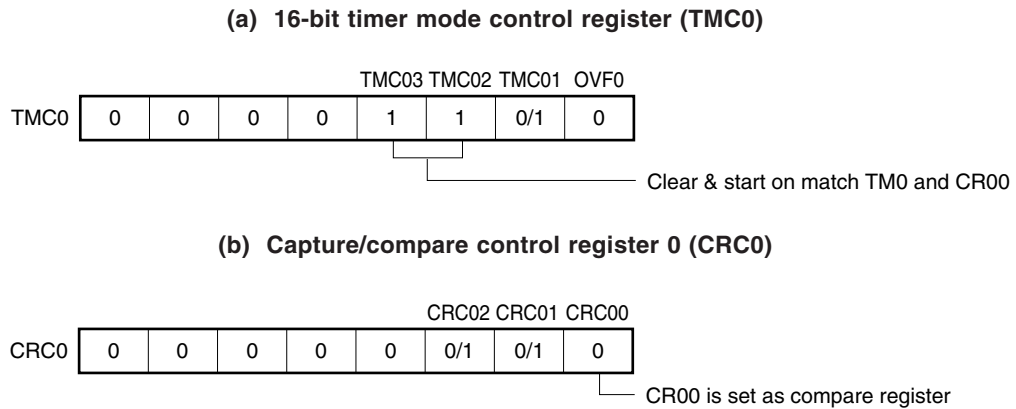 (a) 16-bit timer mode control register (TMC0)
TMC03 TMC02 TMC01 OVF0
TMC0 0 0 0 0 1 1 0/1 0
Clear & start on match TM0 and CR00
(b) Capture/compare control register 0 (CRC0)
CRC02 CRC01 CRC00
CRC0 0 0 0 0 0 0/1 0/1 0
CR00 is set as compare register